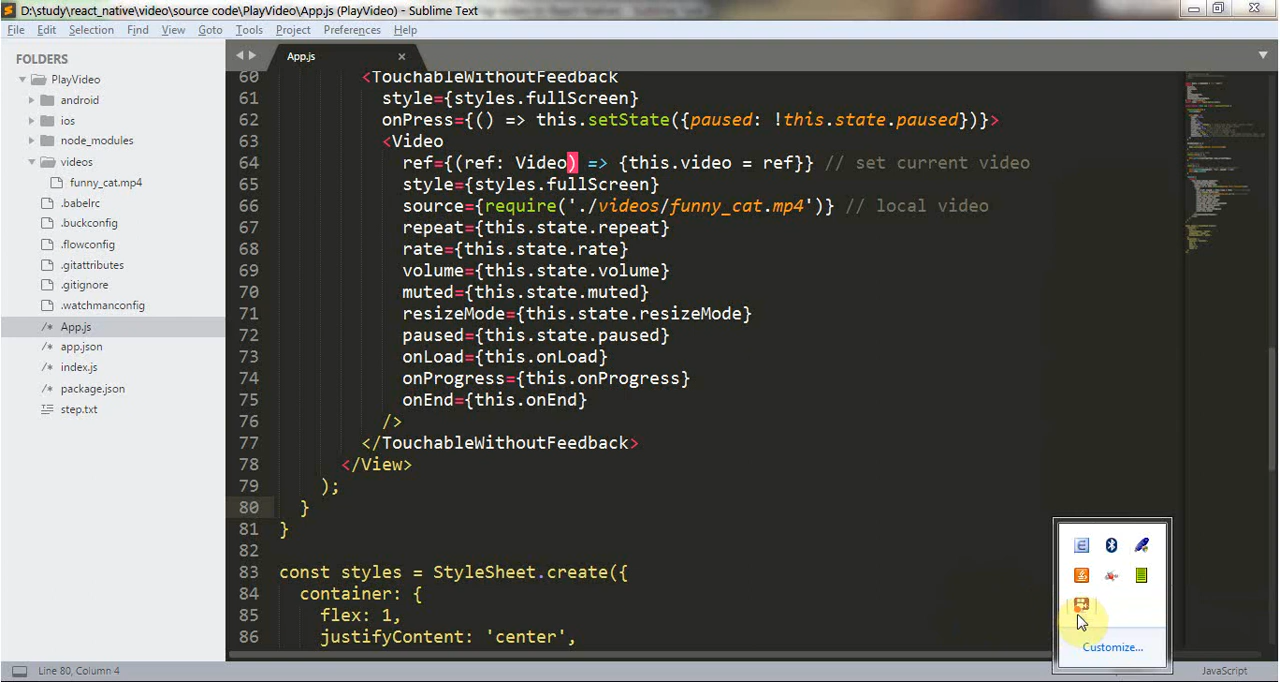 D:\study\react_native\video\source code\PlayVideo\App.js (PlayVideo) - Sublime Text
File Edit Selection Find View Goto Tools Project Preferences Help
FOLDERS
PlayVideo
android
ios
node_modules
videos
funny_cat.mp4
.babelrc
.buckconfig
.flowconfig
.gitattributes
.gitignore
.watchmanconfig
/* App.js
/* app.json
/* index.js
/* package.json
step.txt
App.js
60 <TouchableWithoutFeedback
61 style={styles.fullScreen}
62 onPress={() => this.setState({paused: !this.state.paused})}>
63 <Video
64 ref={(ref: Video) => {this.video = ref}} // set current video
65 style={styles.fullScreen}
66 source={require('./videos/funny_cat.mp4')} // local video
67 repeat={this.state.repeat}
68 rate={this.state.rate}
69 volume={this.state.volume}
70 muted={this.state.muted}
71 resizeMode={this.state.resizeMode}
72 paused={this.state.paused}
73 onLoad={this.onLoad}
74 onProgress={this.onProgress}
75 onEnd={this.onEnd}
76 />
77 </TouchableWithoutFeedback>
78 </View>
79 );
80 }
81 }
82
83 const styles = StyleSheet.create({
84 container: {
85 flex: 1,
86 justifyContent: 'center',
Customize...
Line 80, Column 4
JavaScript